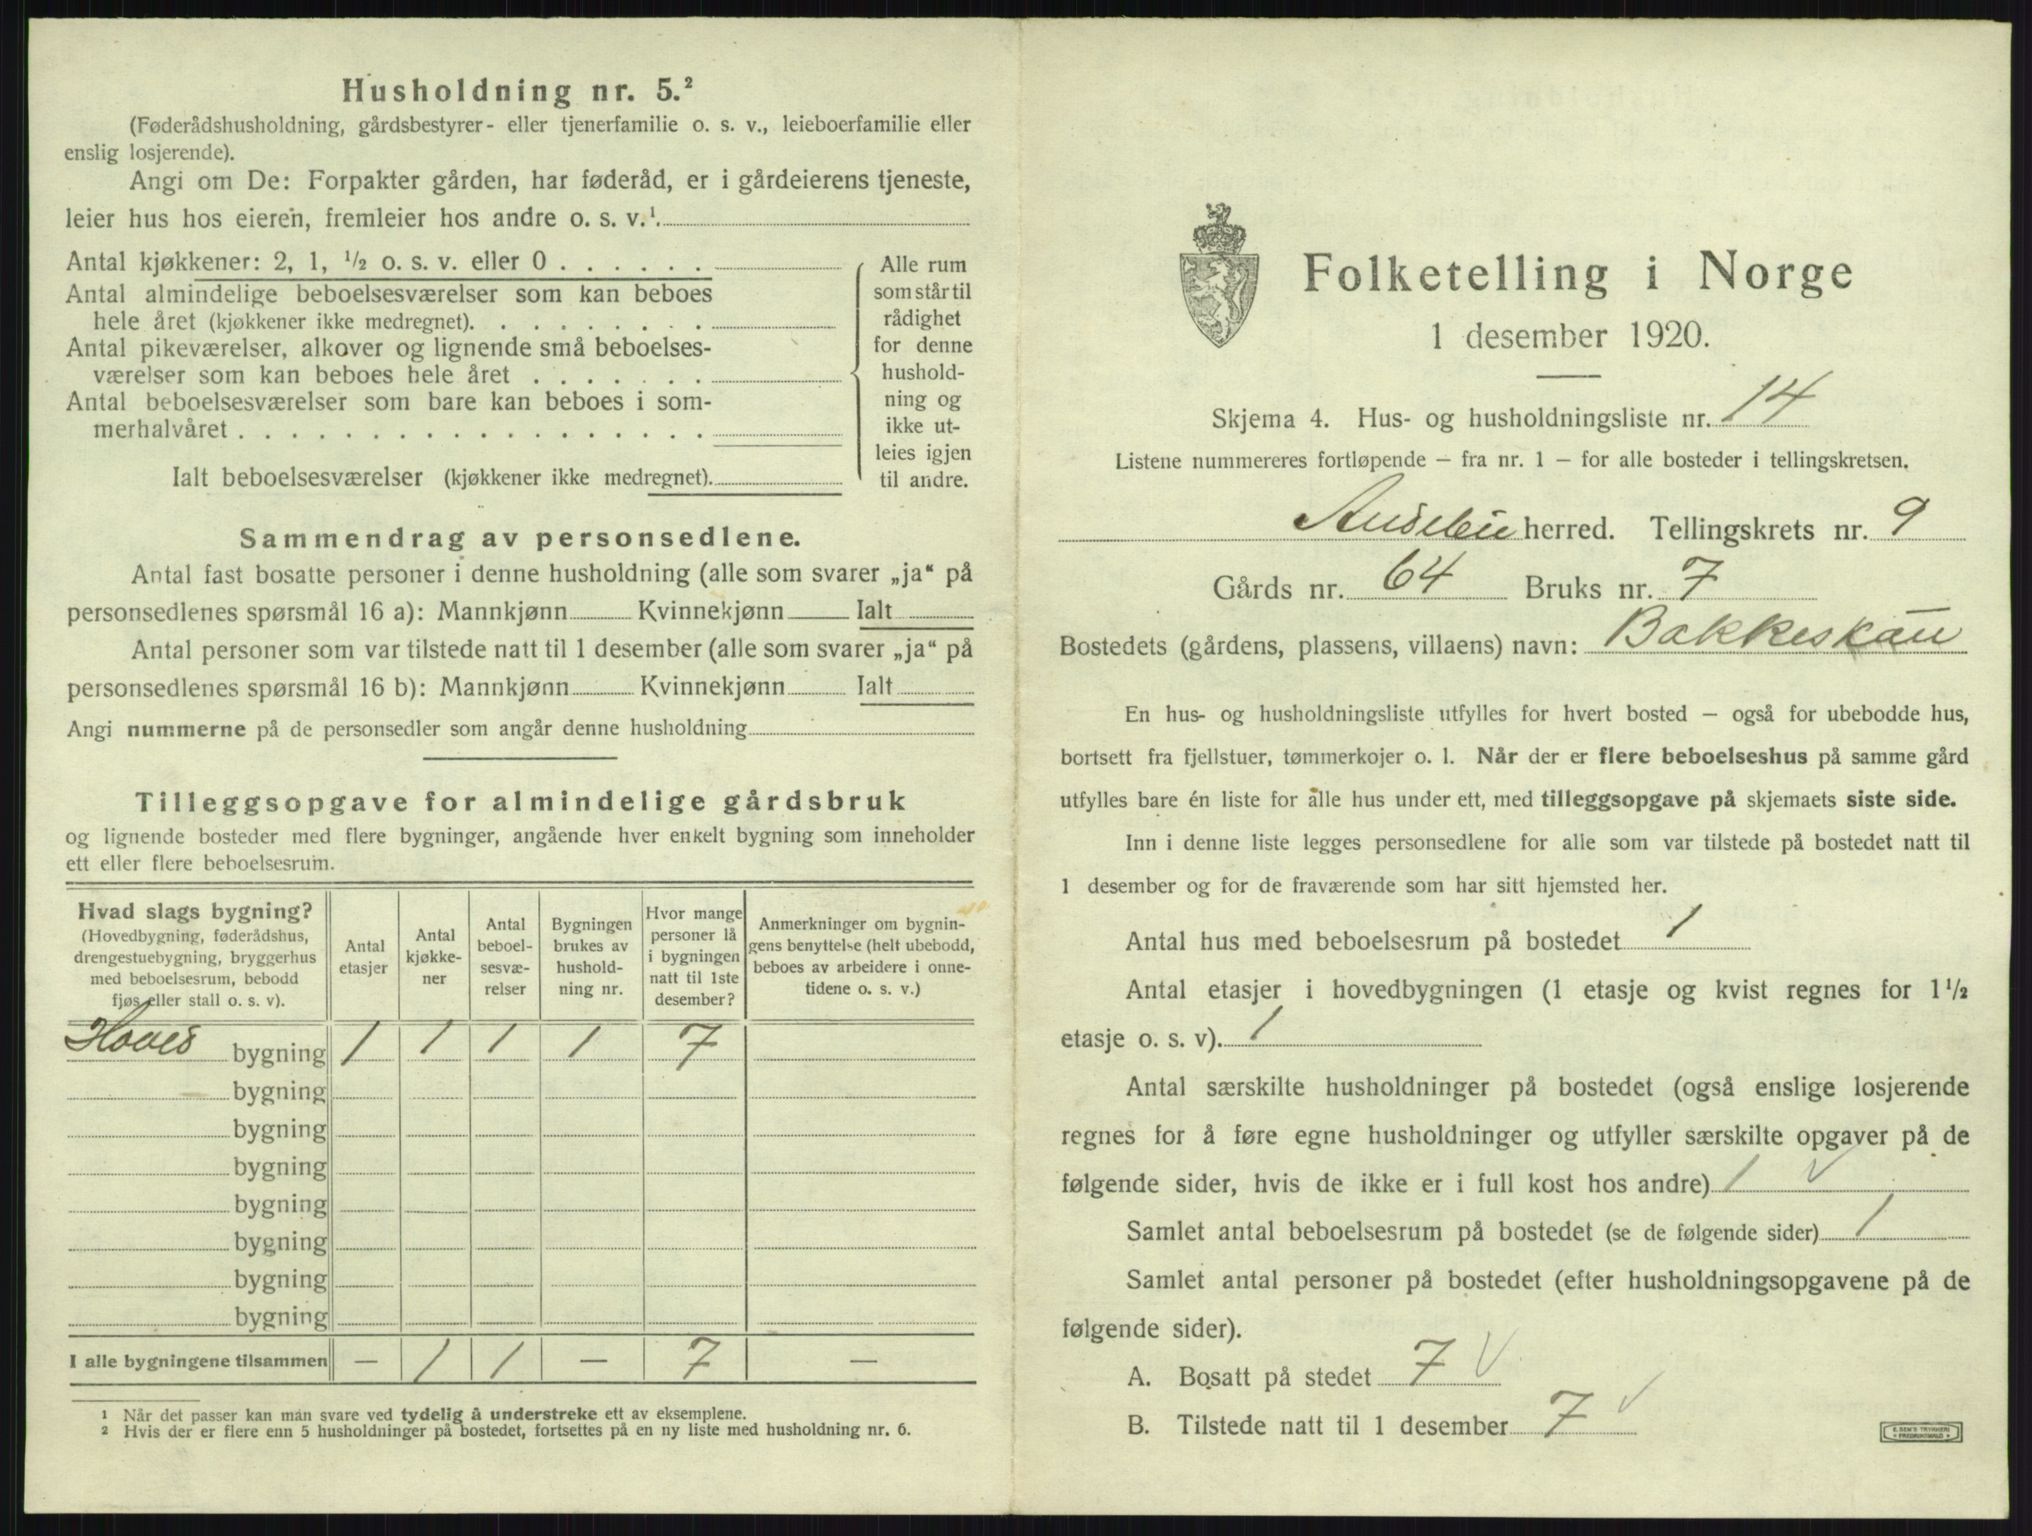 Husholdning nr. 5.²
(Føderådshusholdning, gårdsbestyrer- eller tjenerfamilie o. s. v., leieboerfamilie eller
enslig losjerende).
Angi om De: Forpakter gården, har føderåd, er i gårdeierens tjeneste,
leier hus hos eieren, fremleier hos andre o. s. v.¹.
Antal kjøkkener: 2, 1, ½ o. s. v. eller 0 . . . . . .
Antal almindelige beboelsesværelser som kan beboes
hele året (kjøkkener ikke medregnet). . . . . . . . .
Antal pikeværelser, alkover og lignende små beboelses-
værelser som kan beboes hele året . . . . . . .
Antal beboelsesværelser som bare kan beboes i som-
merhalvåret . . . . . . . . . . . . . . . . . .
Ialt beboelsesværelser (kjøkkener ikke medregnet).
Alle rum
som står til
rådighet
for denne
hushold-
ning og
ikke ut-
leies igjen
til andre.
Sammendrag av personsedlene.
Antal fast bosatte personer i denne husholdning (alle som svarer „ja“ på
personsedlenes spørsmål 16 a): Mannkjønn Kvinnekjønn Ialt
Antal personer som var tilstede natt til 1 desember (alle som svarer „ja“ på
personsedlenes spørsmål 16 b): Mannkjønn Kvinnekjønn Ialt
Angi nummerne på de personsedler som angår denne husholdning
Tilleggsopgave for almindelige gårdsbruk
og lignende bosteder med flere bygninger, angående hver enkelt bygning som inneholder
ett eller flere beboelsesrum.
Hvad slags bygning?
(Hovedbygning, føderådshus,
drengestuebygning, bryggerhus
med beboelsesrum, bebodd
fjøs eller stall o. s. v).
Antal
etasjer
Antal
kjøkke-
ner
Antal
beboel-
sesvæ-
relser
Bygningen
brukes av
hushold-
ning nr.
Hvor mange
personer lå
i bygningen
natt til 1ste
desember?
Anmerkninger om bygnin-
gens benyttelse (helt ubebodd,
beboes av arbeidere i onne-
tidene o. s. v.)
Hoved bygning 1 1 1 1 7
bygning
bygning
bygning
bygning
bygning
bygning
bygning
I alle bygningene tilsammen — 1 1 — 7 —
¹ Når det passer kan man svare ved tydelig å understreke ett av eksemplene.
² Hvis der er flere enn 5 husholdninger på bostedet, fortsettes på en ny liste med husholdning nr. 6.
Folketelling i Norge
1 desember 1920.
Skjema 4. Hus- og husholdningsliste nr. 14
Listene nummereres fortløpende – fra nr. 1 – for alle bosteder i tellingskretsen.
Andebu herred. Tellingskrets nr. 9
Gårds nr. 64 Bruks nr. 7
Bostedets (gårdens, plassens, villaens) navn: Bakkeskau
En hus- og husholdningsliste utfylles for hvert bosted – også for ubebodde hus,
bortsett fra fjellstuer, tømmerkojer o. l. Når der er flere beboelseshus på samme gård
utfylles bare én liste for alle hus under ett, med tilleggsopgave på skjemaets siste side.
Inn i denne liste legges personsedlene for alle som var tilstede på bostedet natt til
1 desember og for de fraværende som har sitt hjemsted her.
Antal hus med beboelsesrum på bostedet 1
Antal etasjer i hovedbygningen (1 etasje og kvist regnes for 1½
etasje o. s. v). 1
Antal særskilte husholdninger på bostedet (også enslige losjerende
regnes for å føre egne husholdninger og utfyller særskilte opgaver på de
følgende sider, hvis de ikke er i full kost hos andre) 1 √
Samlet antal beboelsesrum på bostedet (se de følgende sider) 1
Samlet antal personer på bostedet (efter husholdningsopgavene på de
følgende sider).
A. Bosatt på stedet 7 √
B. Tilstede natt til 1 desember 7 √
E. SEM'S TRYKKERI
FREDRIKSHALD